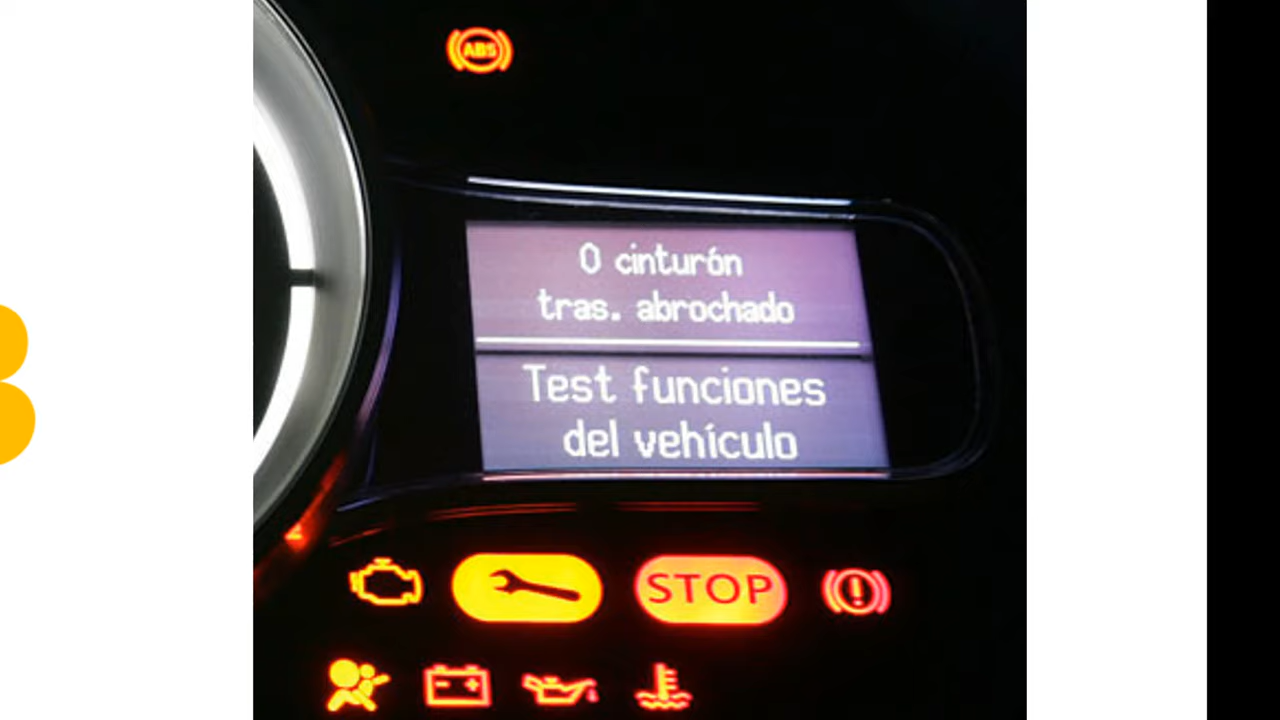 ABS
0 cinturón
tras. abrochado
Test funciones
del vehículo
STOP